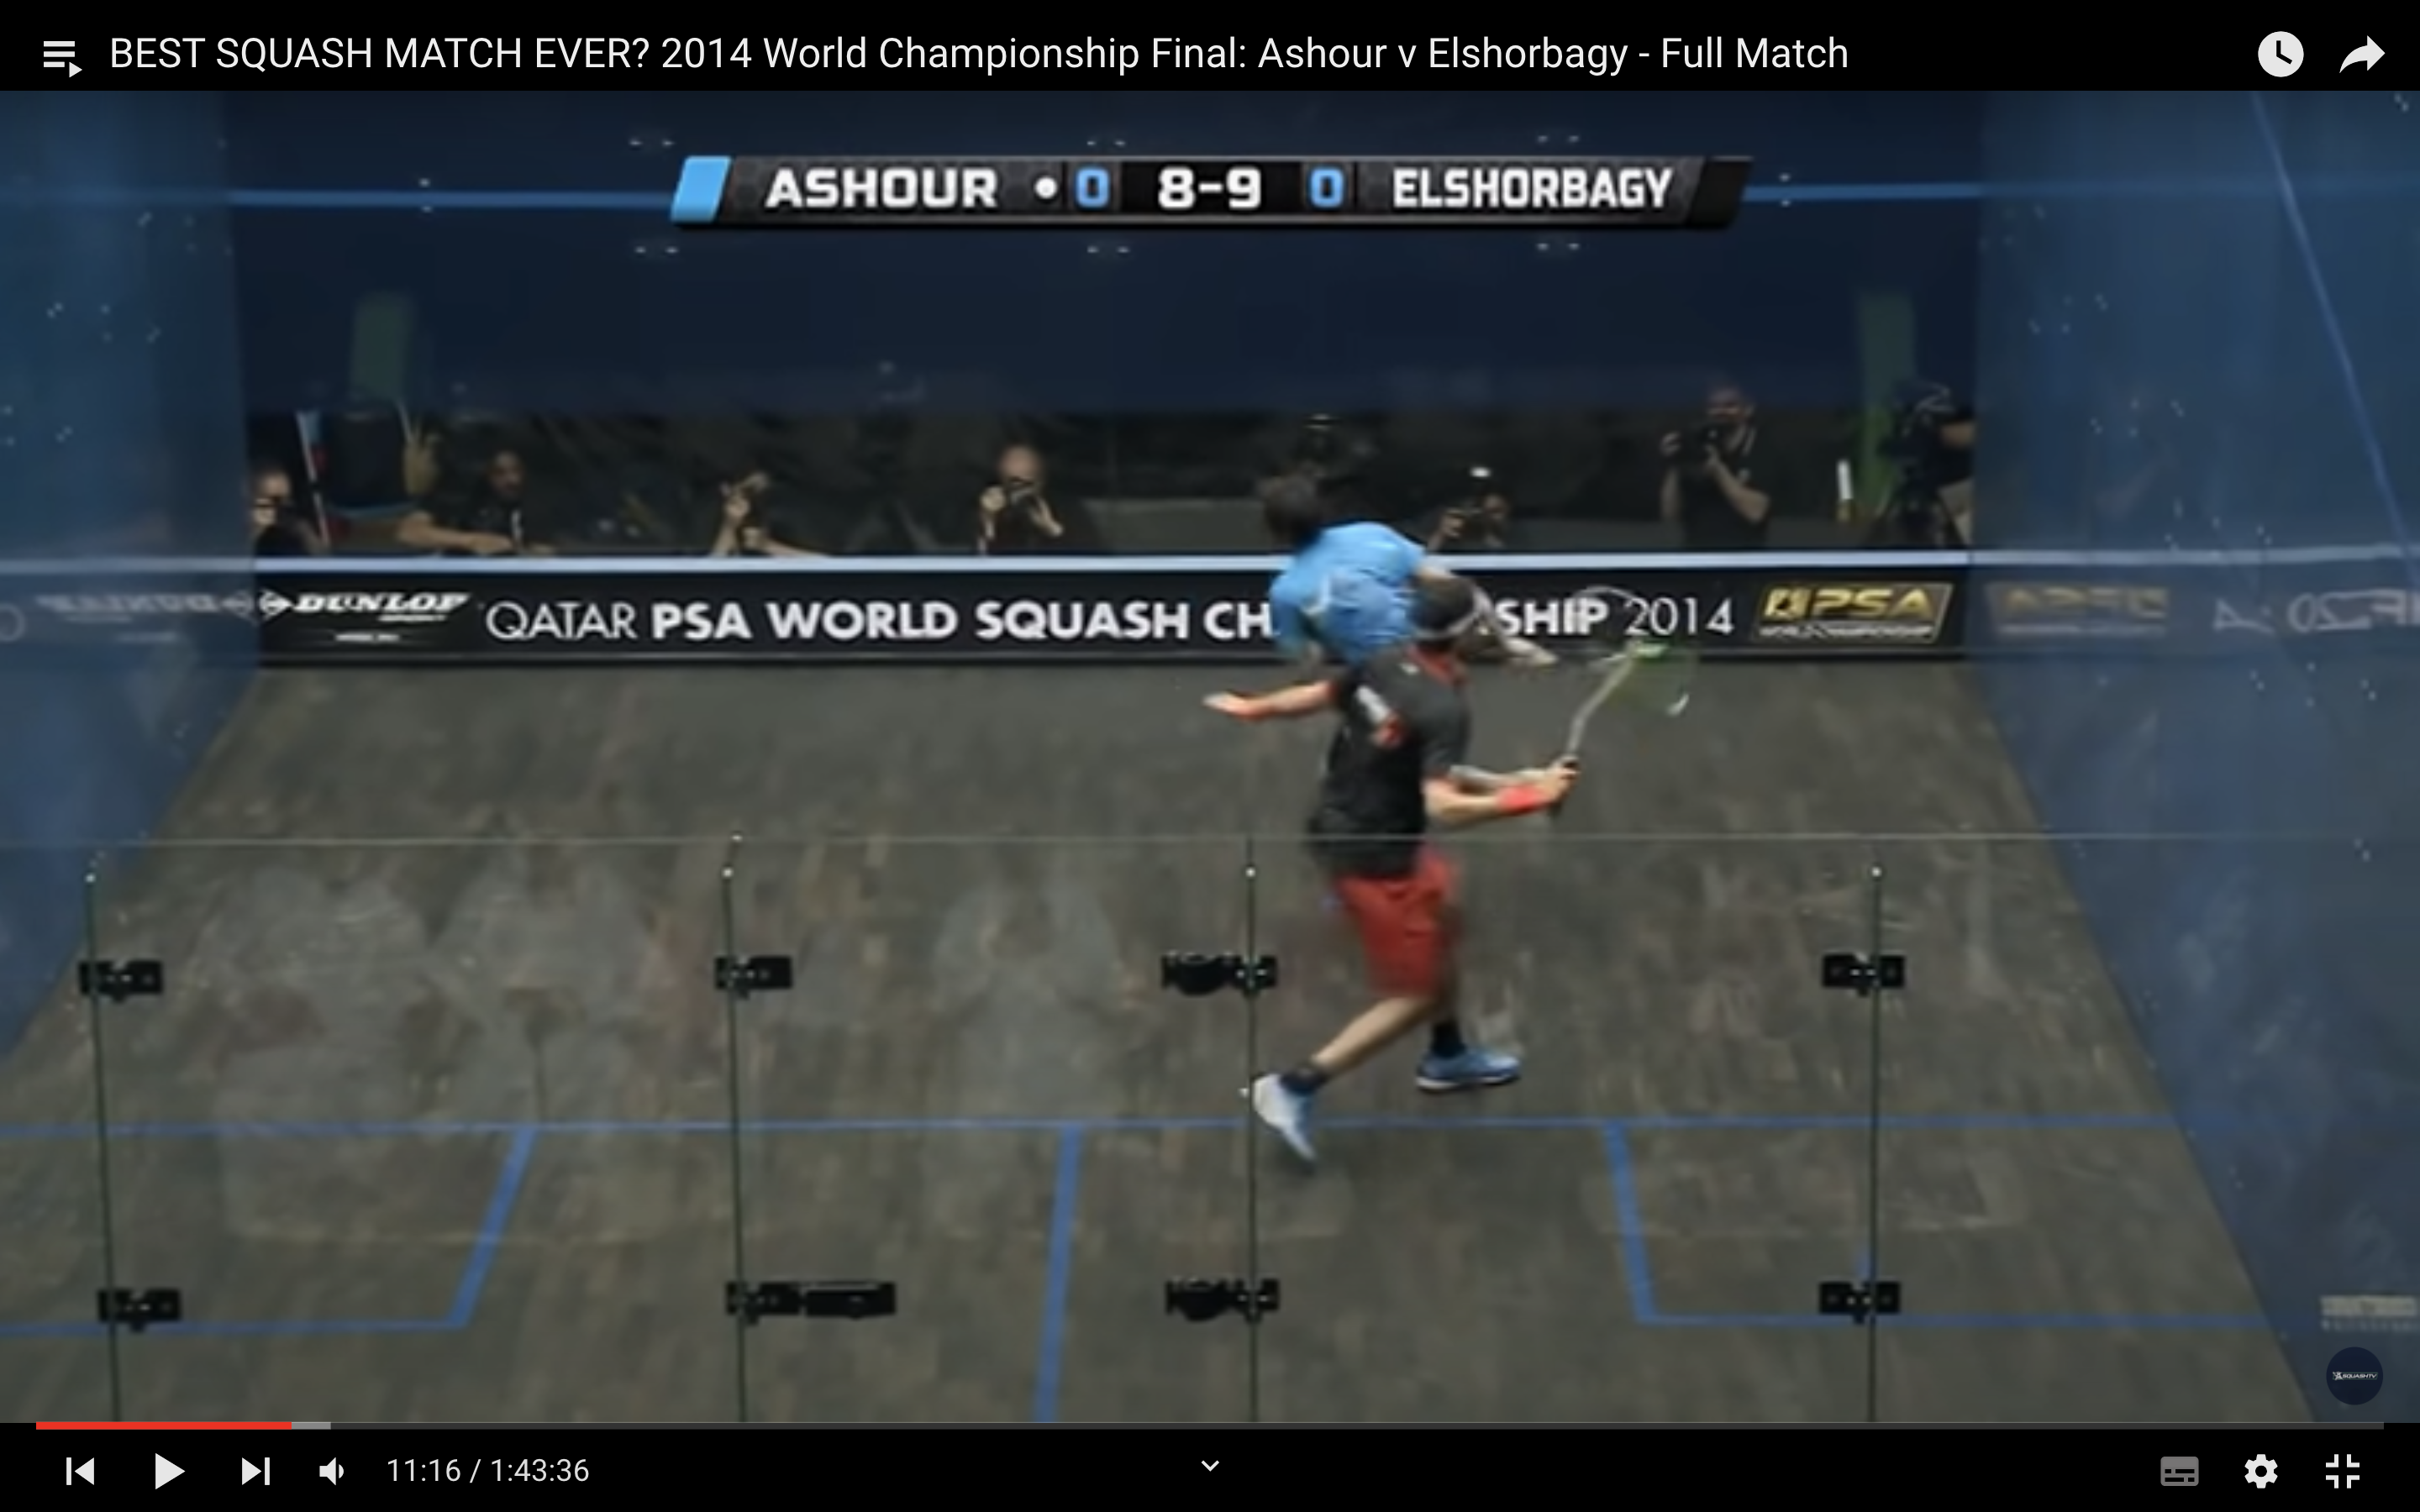 BEST SQUASH MATCH EVER? 2014 World Championship Final: Ashour v Elshorbagy - Full Match
ASHOUR 0 8-9 0 ELSHORBAGY
DUNLOP QATAR PSA WORLD SQUASH CH SHIP 2014 PSA
SQUASHTV
11:16 / 1:43:36